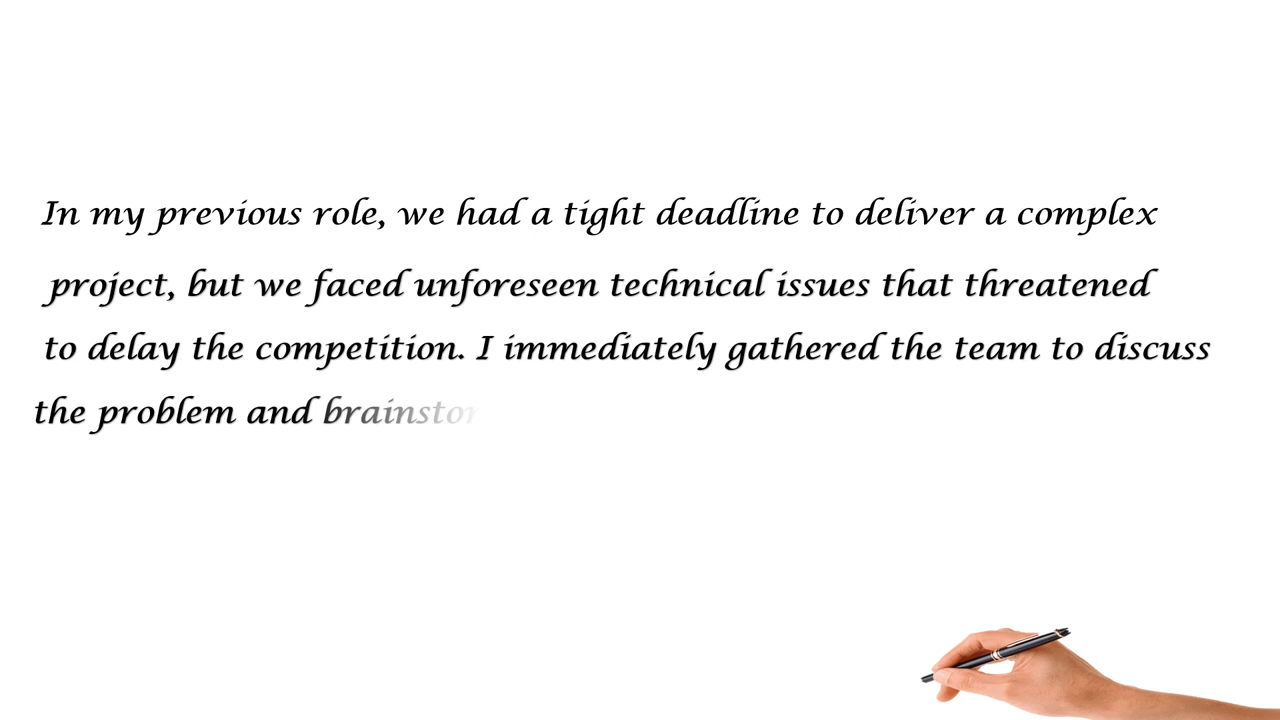 In my previous role, we had a tight deadline to deliver a complex
project, but we faced unforeseen technical issues that threatened
to delay the competition. I immediately gathered the team to discuss
the problem and brainstor